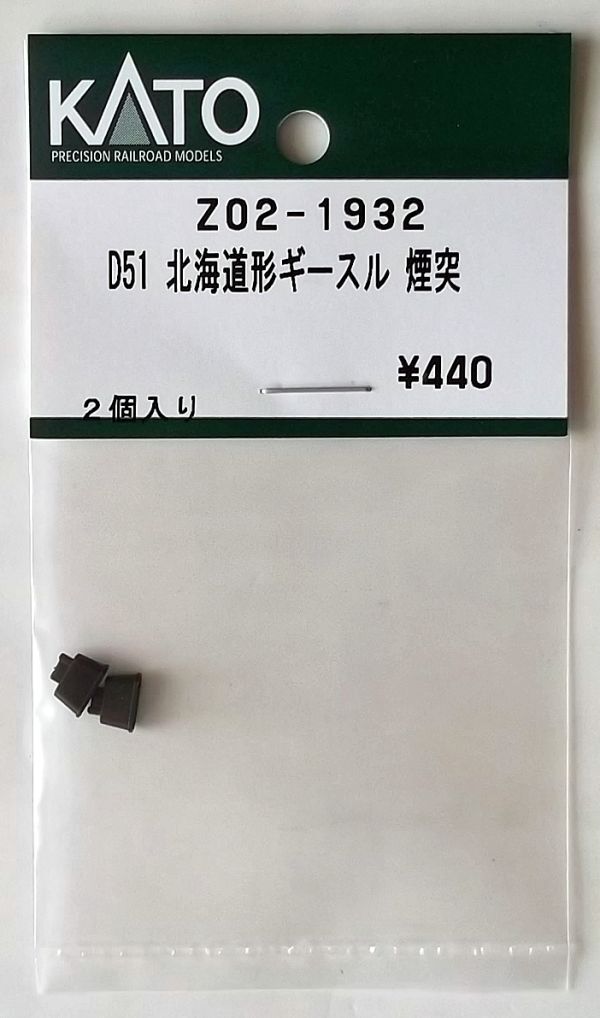 KATO
PRECISION RAILROAD MODELS
Z02-1932
D51 北海道形ギースル 煙突
¥440
2個入り